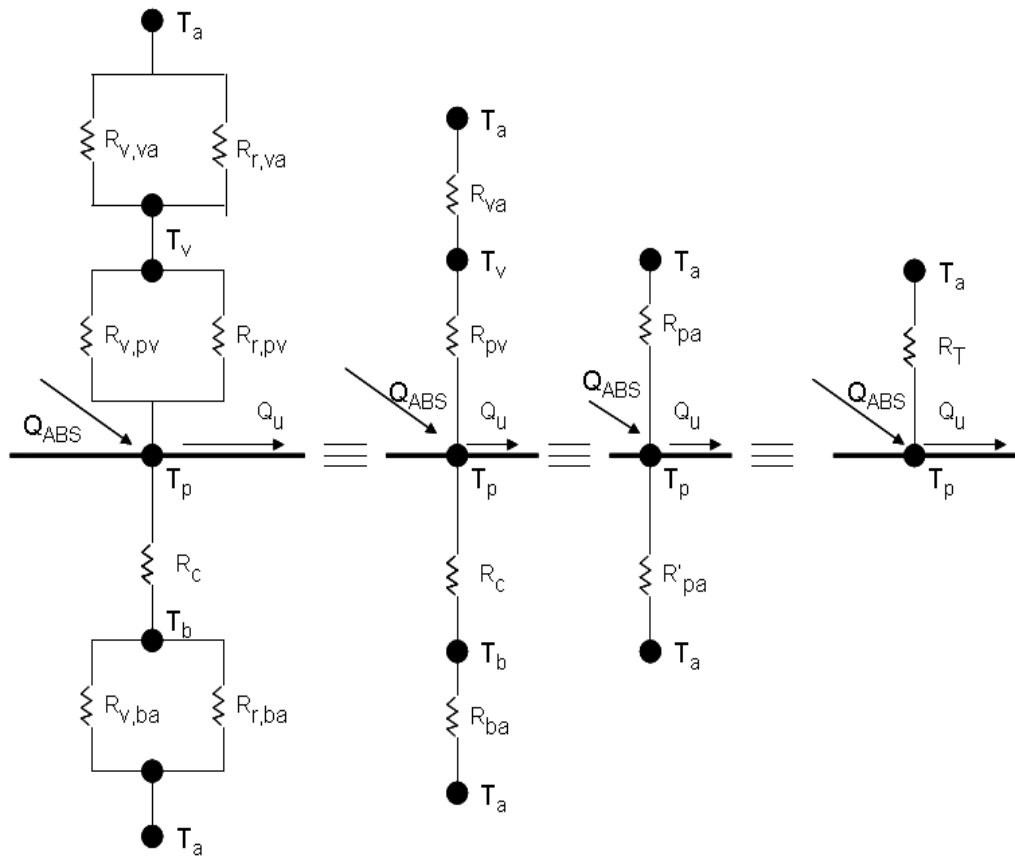 T_a
R_v,va
R_r,va
T_v
R_v,pv
R_r,pv
Q_ABS
Q_u
T_p
R_c
T_b
R_v,ba
R_r,ba
T_a
T_a
R_va
T_v
R_pv
Q_ABS
Q_u
T_p
R_c
T_b
R_ba
T_a
T_a
R_pa
Q_ABS
Q_u
T_p
R'_pa
T_a
T_a
R_T
Q_ABS
Q_u
T_p